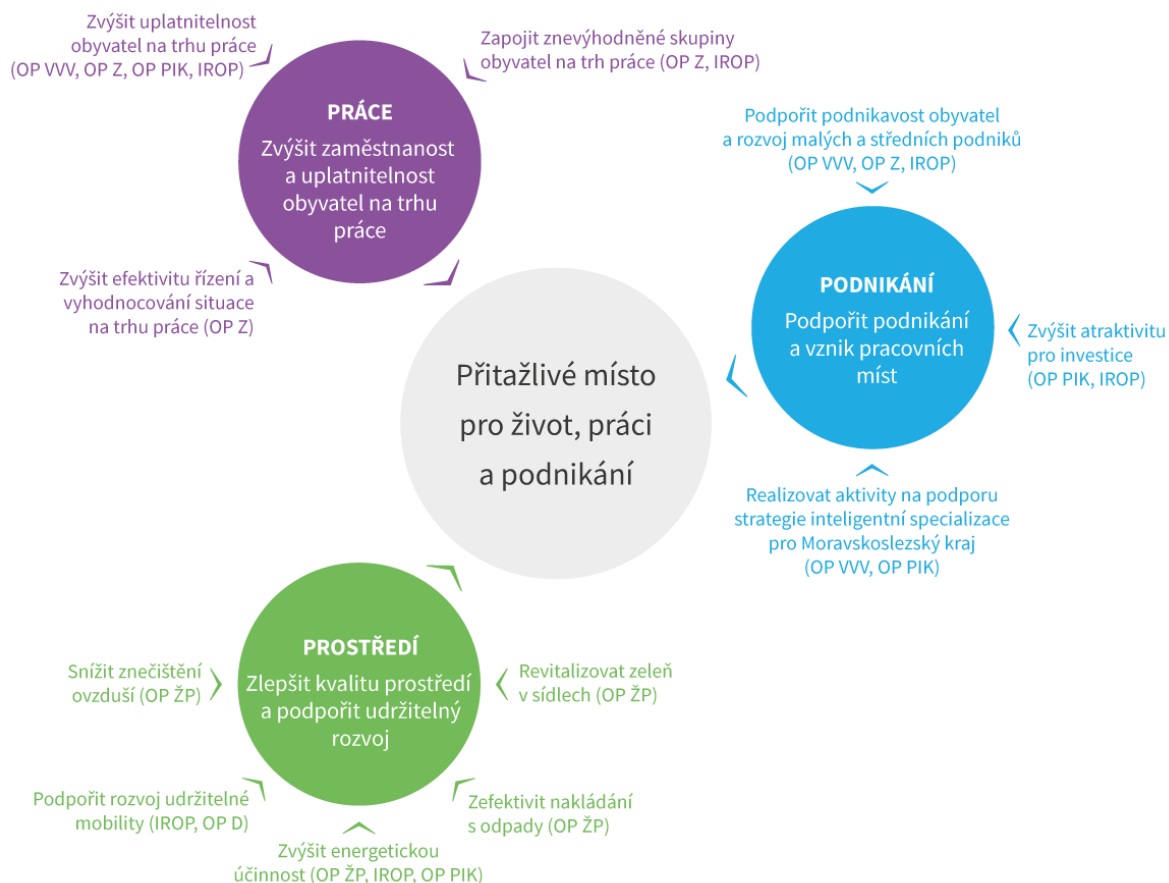 Zvýšit uplatnitelnost
obyvatel na trhu práce
(OP VVV, OP Z, OP PIK, IROP)
Zapojit znevýhodněné skupiny
obyvatel na trh práce (OP Z, IROP)
PRÁCE
Zvýšit zaměstnanost
a uplatnitelnost
obyvatel na trhu
práce
Zvýšit efektivitu řízení a
vyhodnocování situace
na trhu práce (OP Z)
Podpořit podnikavost obyvatel
a rozvoj malých a středních podniků
(OP VVV, OP Z, IROP)
PODNIKÁNÍ
Podpořit podnikání
a vznik pracovních
míst
Zvýšit atraktivitu
pro investice
(OP PIK, IROP)
Realizovat aktivity na podporu
strategie inteligentní specializace
pro Moravskoslezský kraj
(OP VVV, OP PIK)
Přitažlivé místo
pro život, práci
a podnikání
PROSTŘEDÍ
Zlepšit kvalitu prostředí
a podpořit udržitelný
rozvoj
Snížit znečištění
ovzduší (OP ŽP)
Revitalizovat zeleň
v sídlech (OP ŽP)
Podpořit rozvoj udržitelné
mobility (IROP, OP D)
Zefektivit nakládání
s odpady (OP ŽP)
Zvýšit energetickou
účinnost (OP ŽP, IROP, OP PIK)